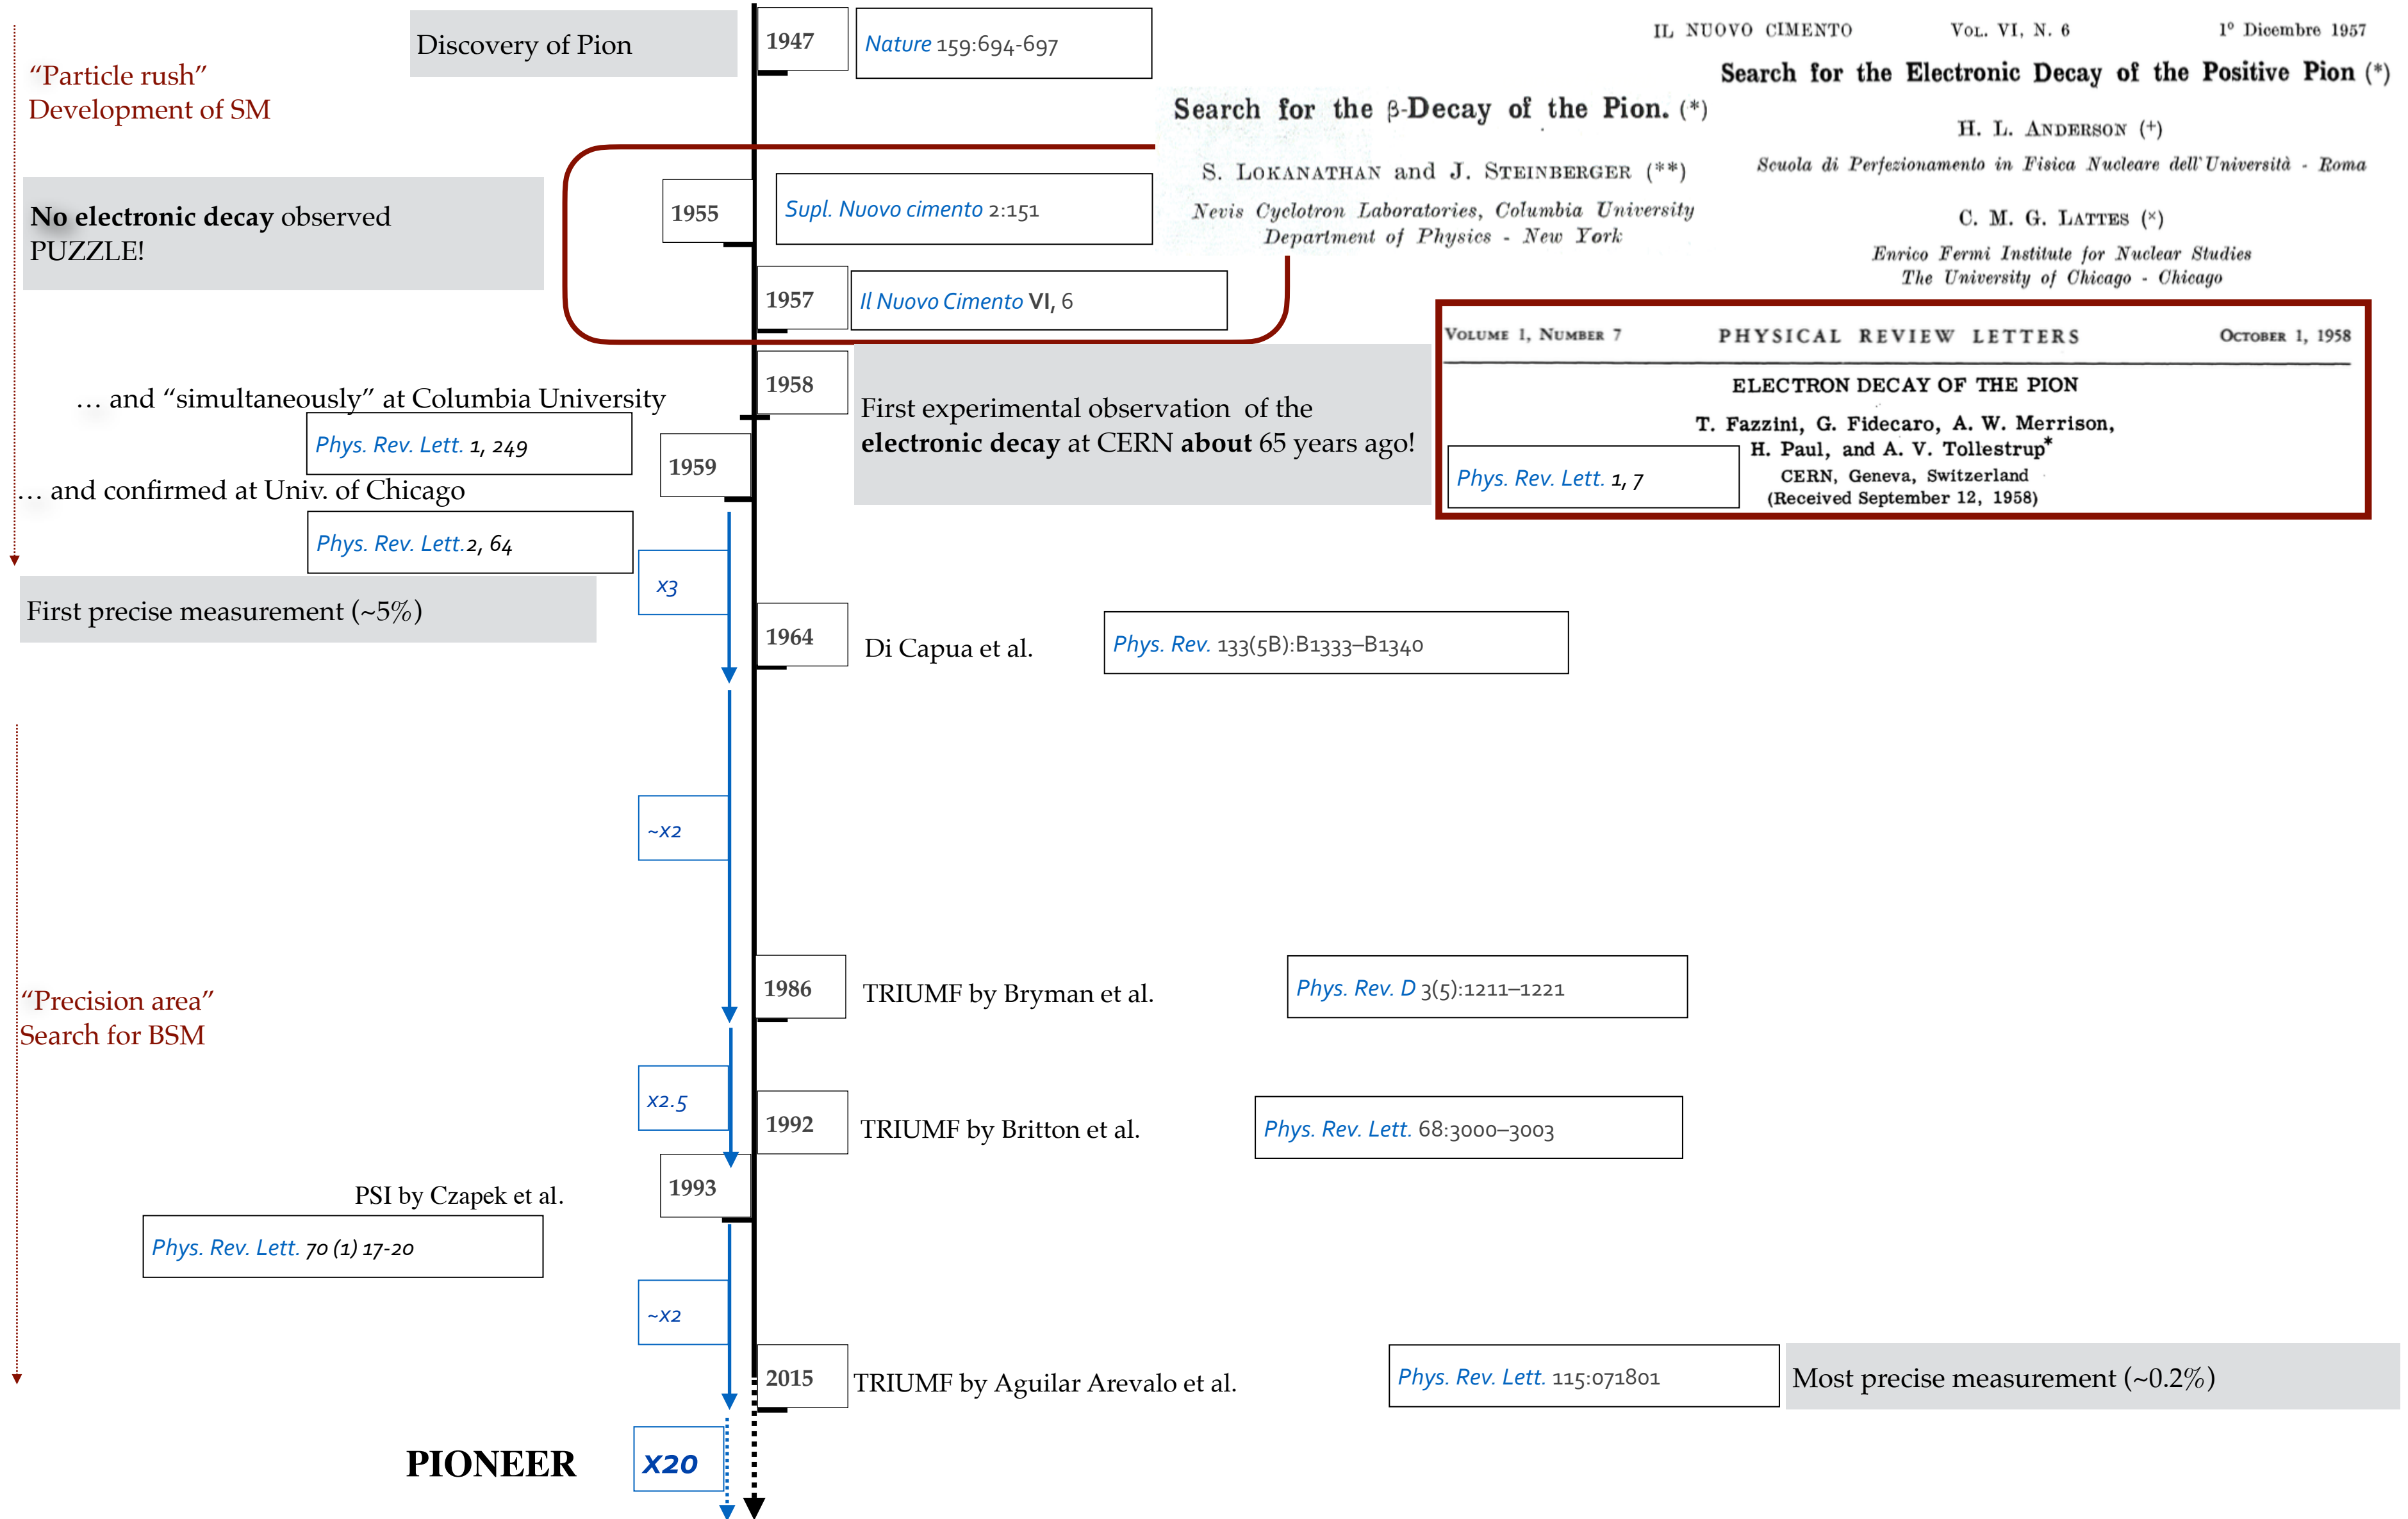 Discovery of Pion
1947
Nature 159:694-697
IL NUOVO CIMENTO VOL. VI, N. 6 1º Dicembre 1957
Search for the Electronic Decay of the Positive Pion (*)
H. L. ANDERSON (+)
Scuola di Perfezionamento in Fisica Nucleare dell'Università - Roma
C. M. G. LATTES (×)
Enrico Fermi Institute for Nuclear Studies
The University of Chicago - Chicago
“Particle rush”
Development of SM
Search for the β-Decay of the Pion. (*)
S. LOKANATHAN and J. STEINBERGER (**)
Nevis Cyclotron Laboratories, Columbia University
Department of Physics - New York
No electronic decay observed
PUZZLE!
1955
Supl. Nuovo cimento 2:151
1957
Il Nuovo Cimento VI, 6
1958
First experimental observation of the
electronic decay at CERN about 65 years ago!
VOLUME 1, NUMBER 7 PHYSICAL REVIEW LETTERS OCTOBER 1, 1958
ELECTRON DECAY OF THE PION
T. Fazzini, G. Fidecaro, A. W. Merrison,
H. Paul, and A. V. Tollestrup*
CERN, Geneva, Switzerland
(Received September 12, 1958)
Phys. Rev. Lett. 1, 7
… and “simultaneously” at Columbia University
Phys. Rev. Lett. 1, 249
1959
… and confirmed at Univ. of Chicago
Phys. Rev. Lett.2, 64
x3
First precise measurement (~5%)
1964
Di Capua et al.
Phys. Rev. 133(5B):B1333–B1340
~x2
“Precision area”
Search for BSM
1986
TRIUMF by Bryman et al.
Phys. Rev. D 3(5):1211–1221
x2.5
1992
TRIUMF by Britton et al.
Phys. Rev. Lett. 68:3000–3003
1993
PSI by Czapek et al.
Phys. Rev. Lett. 70 (1) 17-20
~x2
2015
TRIUMF by Aguilar Arevalo et al.
Phys. Rev. Lett. 115:071801
Most precise measurement (~0.2%)
PIONEER
x20